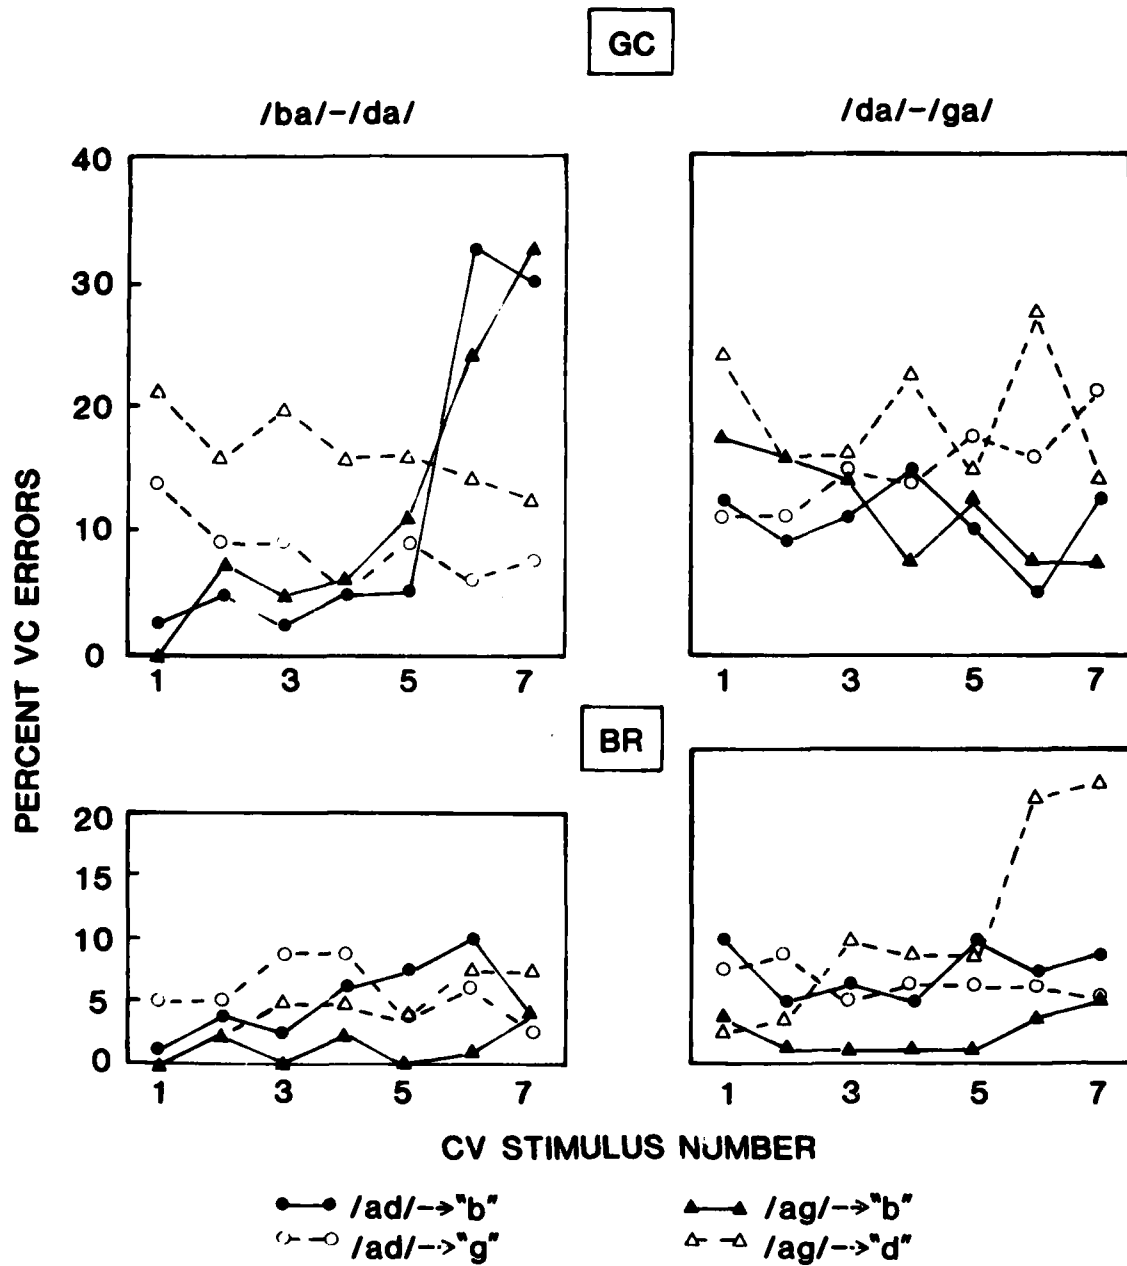 GC
/ba/-/da/
/da/-/ga/
40
30
20
10
0
1 3 5 7
1 3 5 7
PERCENT VC ERRORS
BR
20
15
10
5
0
1 3 5 7
1 3 5 7
CV STIMULUS NUMBER
/ad/-->"b"
/ag/-->"b"
/ad/-->"g"
/ag/-->"d"